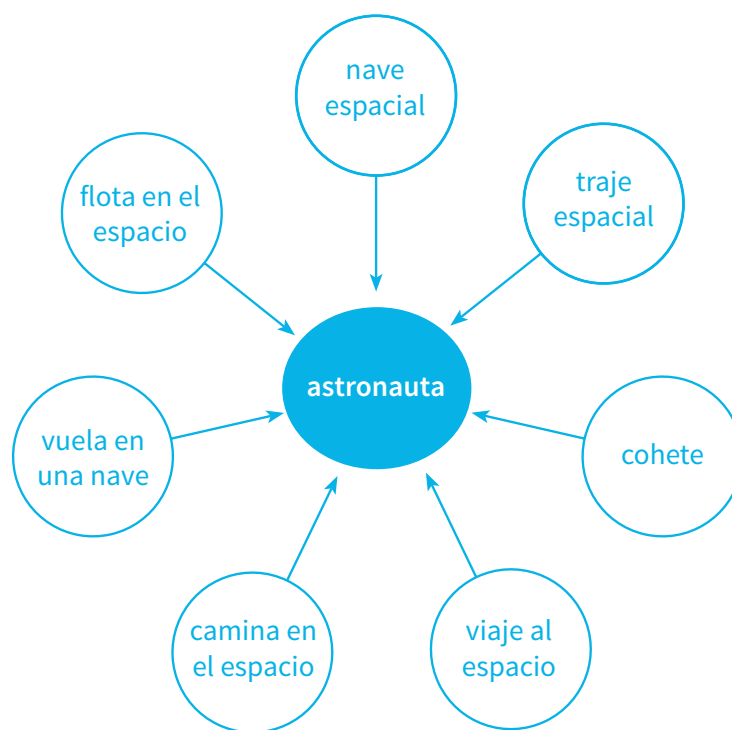 nave
espacial
traje
espacial
flota en el
espacio
astronauta
vuela en
una nave
cohete
camina en
el espacio
viaje al
espacio